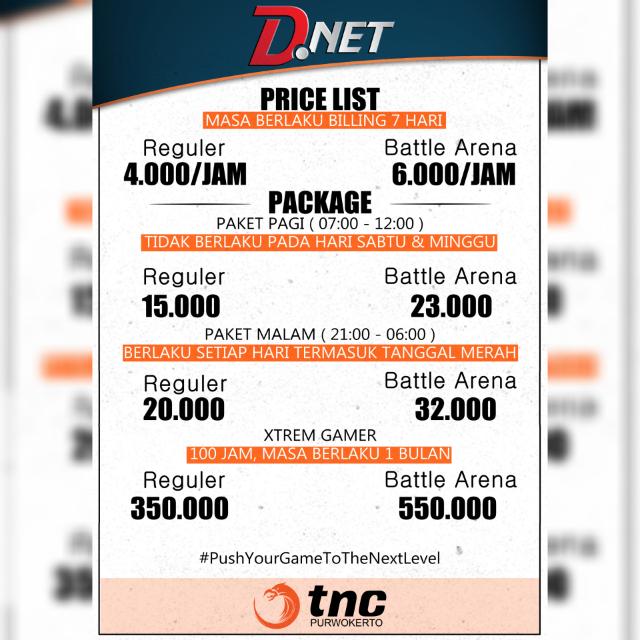 D.NET
PRICE LIST
MASA BERLAKU BILLING 7 HARI
Reguler Battle Arena
4.000/JAM 6.000/JAM
PACKAGE
PAKET PAGI ( 07:00 - 12:00 )
TIDAK BERLAKU PADA HARI SABTU & MINGGU
Reguler Battle Arena
15.000 23.000
PAKET MALAM ( 21:00 - 06:00 )
BERLAKU SETIAP HARI TERMASUK TANGGAL MERAH
Reguler Battle Arena
20.000 32.000
XTREM GAMER
100 JAM, MASA BERLAKU 1 BULAN
Reguler Battle Arena
350.000 550.000
#PushYourGameToTheNextLevel
tnc
PURWOKERTO